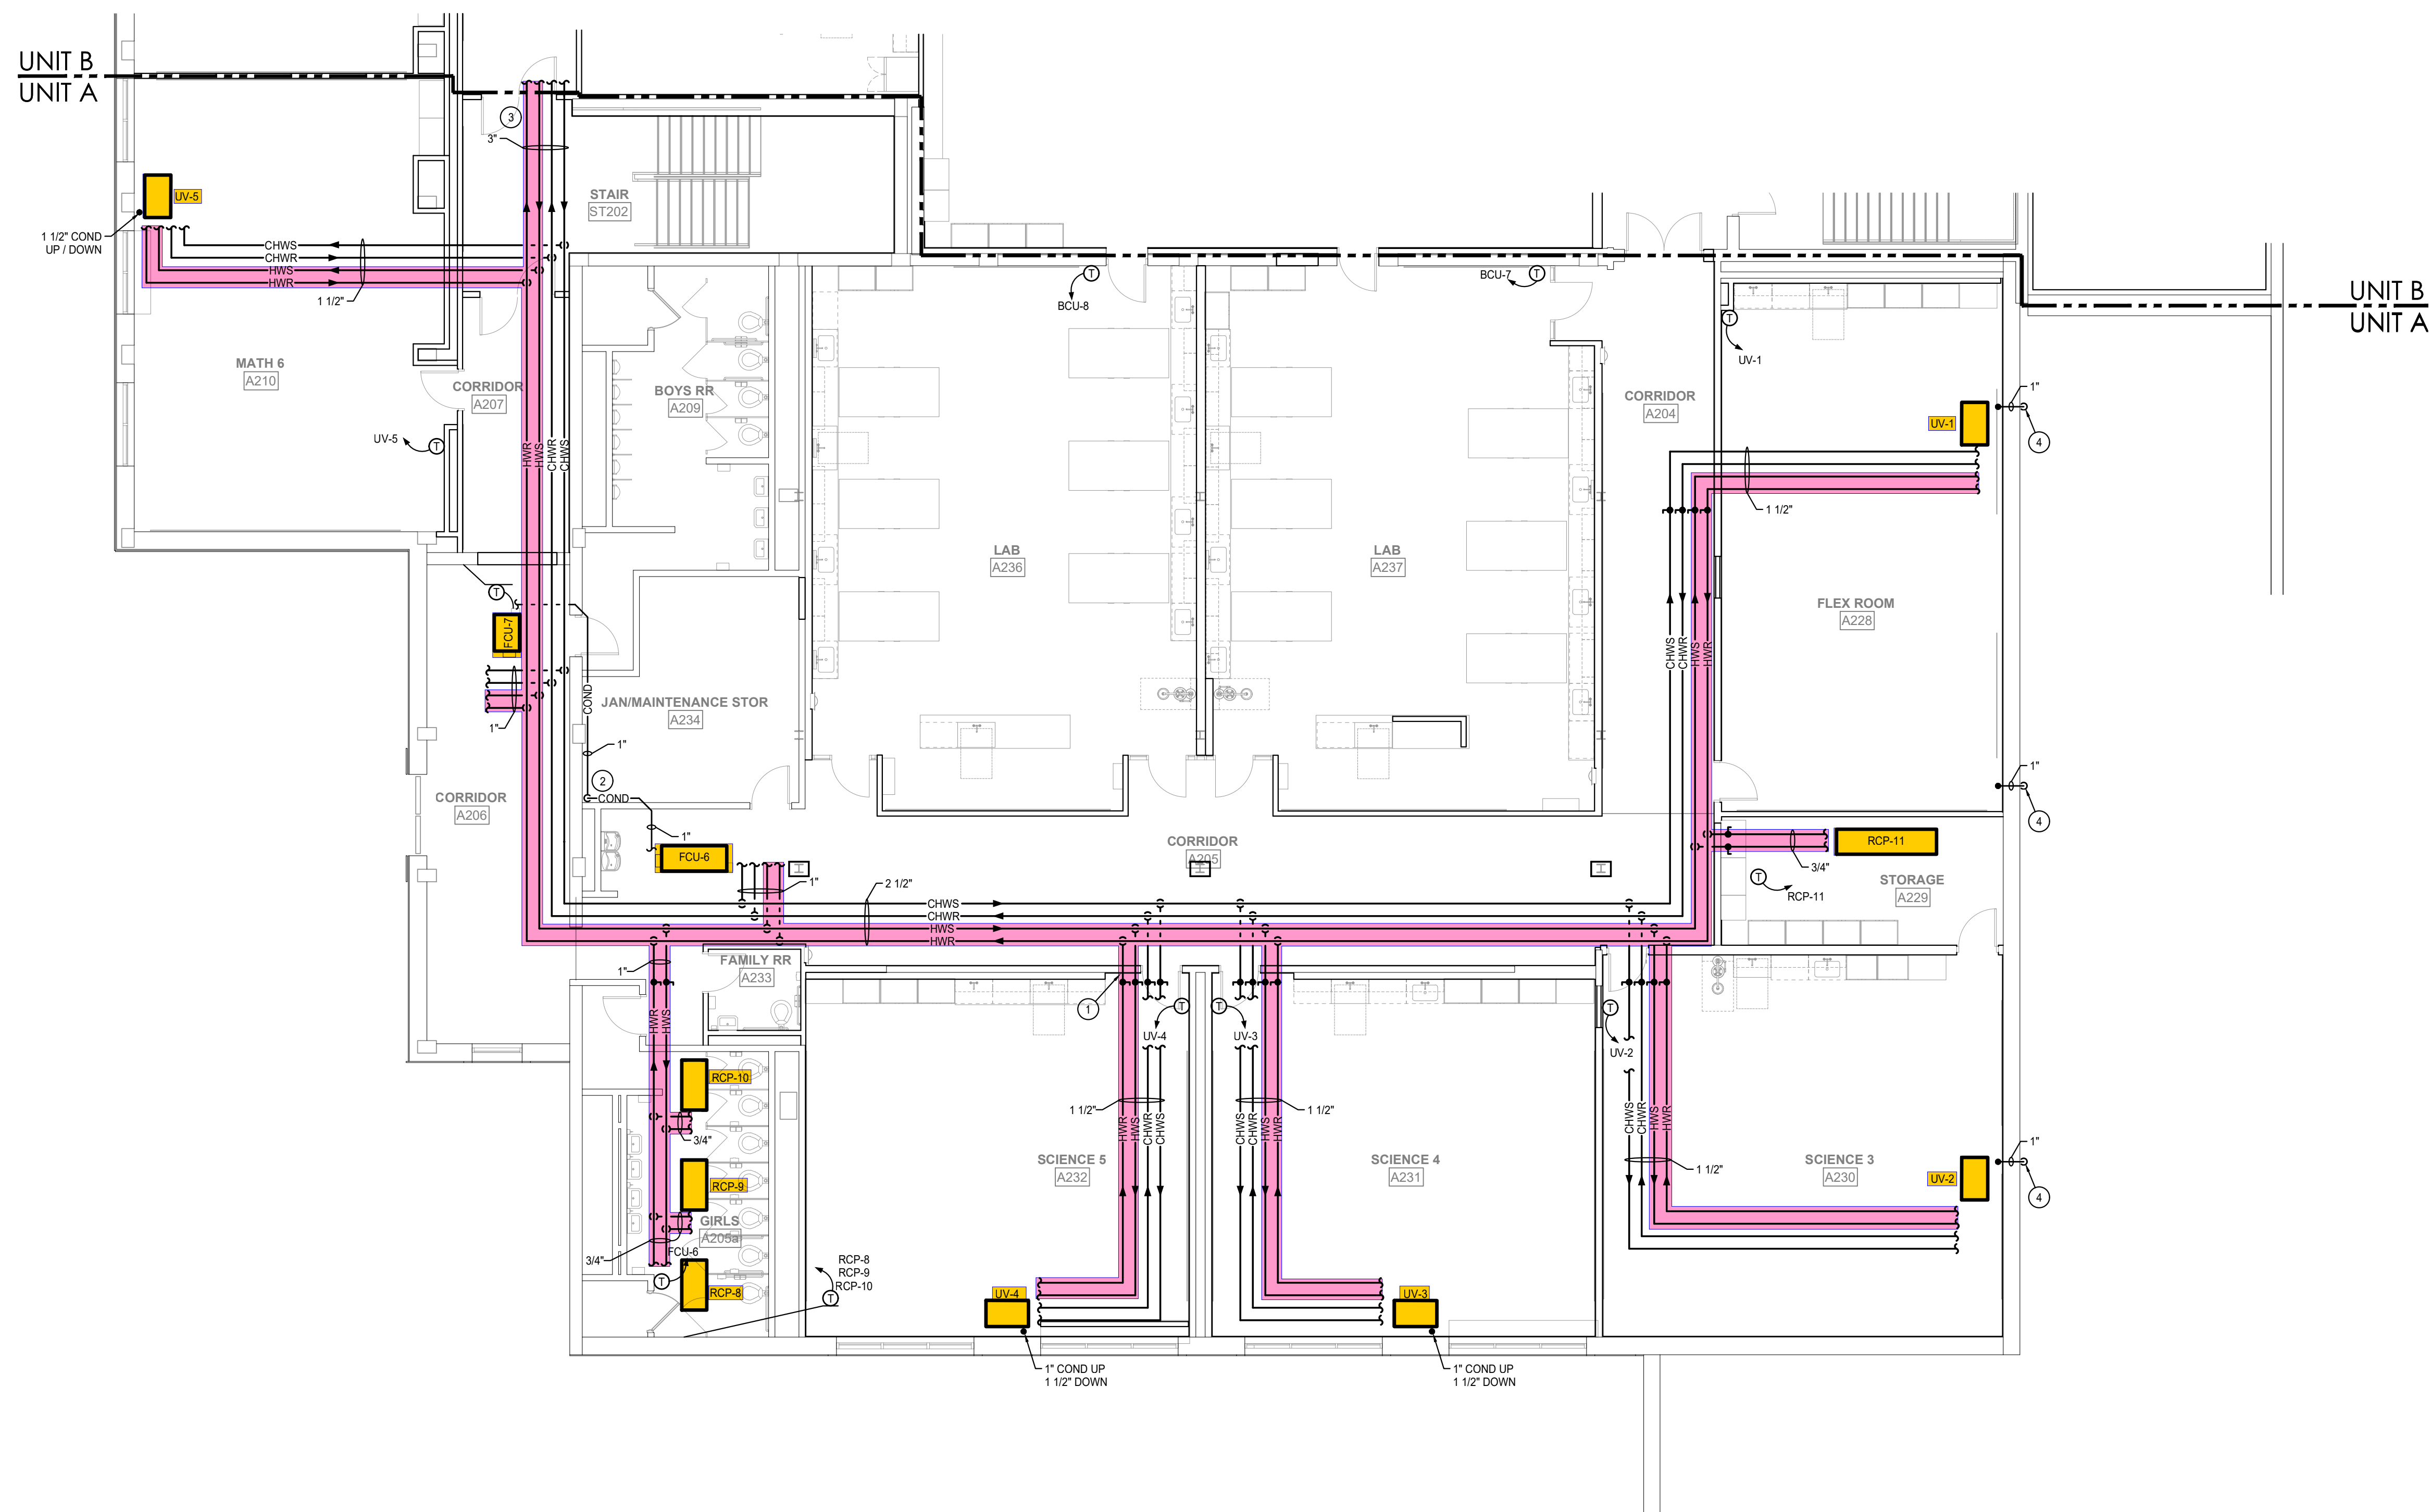 UNIT B
UNIT A
3
3"
STAIR
ST202
UV-5
1 1/2" COND
UP / DOWN
CHWS
CHWR
HWS
HWR
1 1/2"
T
BCU-8
BCU-7
T
UNIT B
UNIT A
T
UV-1
MATH 6
A210
CORRIDOR
A207
BOYS RR
A209
CORRIDOR
A204
1"
UV-1
4
UV-5
T
HWR
HWS
CHWR
CHWS
1 1/2"
LAB
A236
LAB
A237
FLEX ROOM
A228
T
FCU-7
CHWS
CHWR
HWS
HWR
COND
JAN/MAINTENANCE STOR
A234
1"
1"
2
COND
1"
4
CORRIDOR
A206
1"
FCU-6
CORRIDOR
A205
RCP-11
3/4"
T
RCP-11
STORAGE
A229
1"
2 1/2"
CHWS
CHWR
HWS
HWR
FAMILY RR
A233
1"
1
T
T
T
HWR
HWS
UV-4
UV-3
UV-2
RCP-10
1 1/2"
HWR
HWS
CHWR
CHWS
CHWS
CHWR
HWS
HWR
1 1/2"
CHWS
CHWR
HWS
HWR
3/4"
SCIENCE 5
A232
SCIENCE 4
A231
1 1/2"
SCIENCE 3
A230
1"
UV-2
4
RCP-9
GIRLS
A205a
3/4"
FCU-6
T
RCP-8
RCP-8
RCP-9
RCP-10
T
UV-4
UV-3
1" COND UP
1 1/2" DOWN
1" COND UP
1 1/2" DOWN